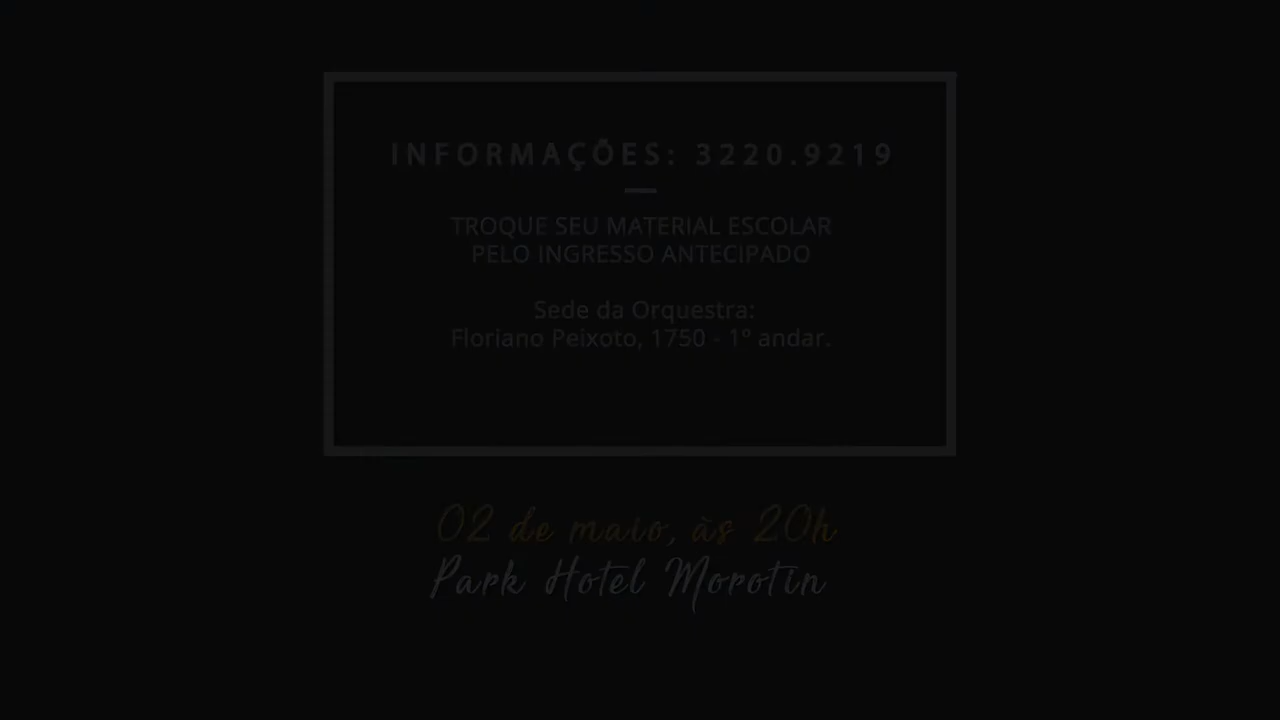 INFORMAÇÕES: 3220.9219
TROQUE SEU MATERIAL ESCOLAR
PELO INGRESSO ANTECIPADO
Sede da Orquestra:
Floriano Peixoto, 1750 - 1º andar.
02 de maio, às 20h
Park Hotel Morotin